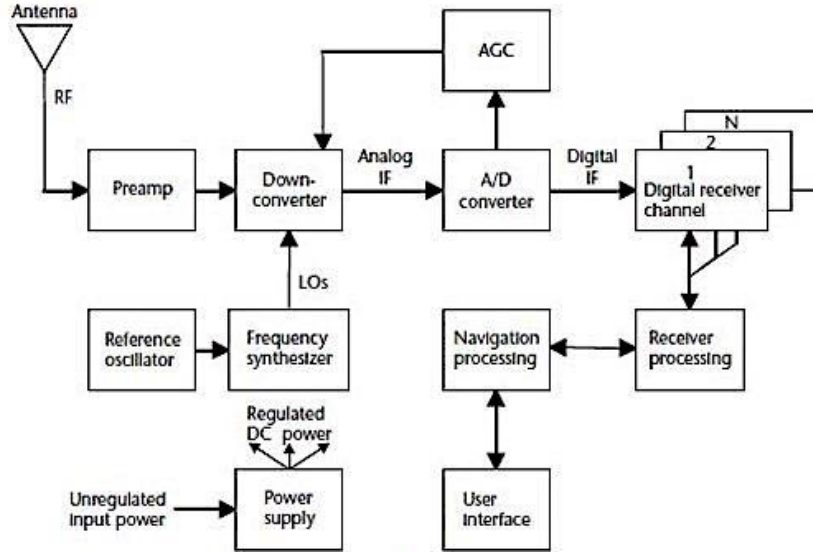 Antenna
RF
AGC
N
2
1
Preamp
Down-
converter
Analog
IF
A/D
converter
Digital
IF
Digital receiver
channel
LOs
Reference
oscillator
Frequency
synthesizer
Navigation
processing
Receiver
processing
Regulated
DC power
Unregulated
input power
Power
supply
User
interface